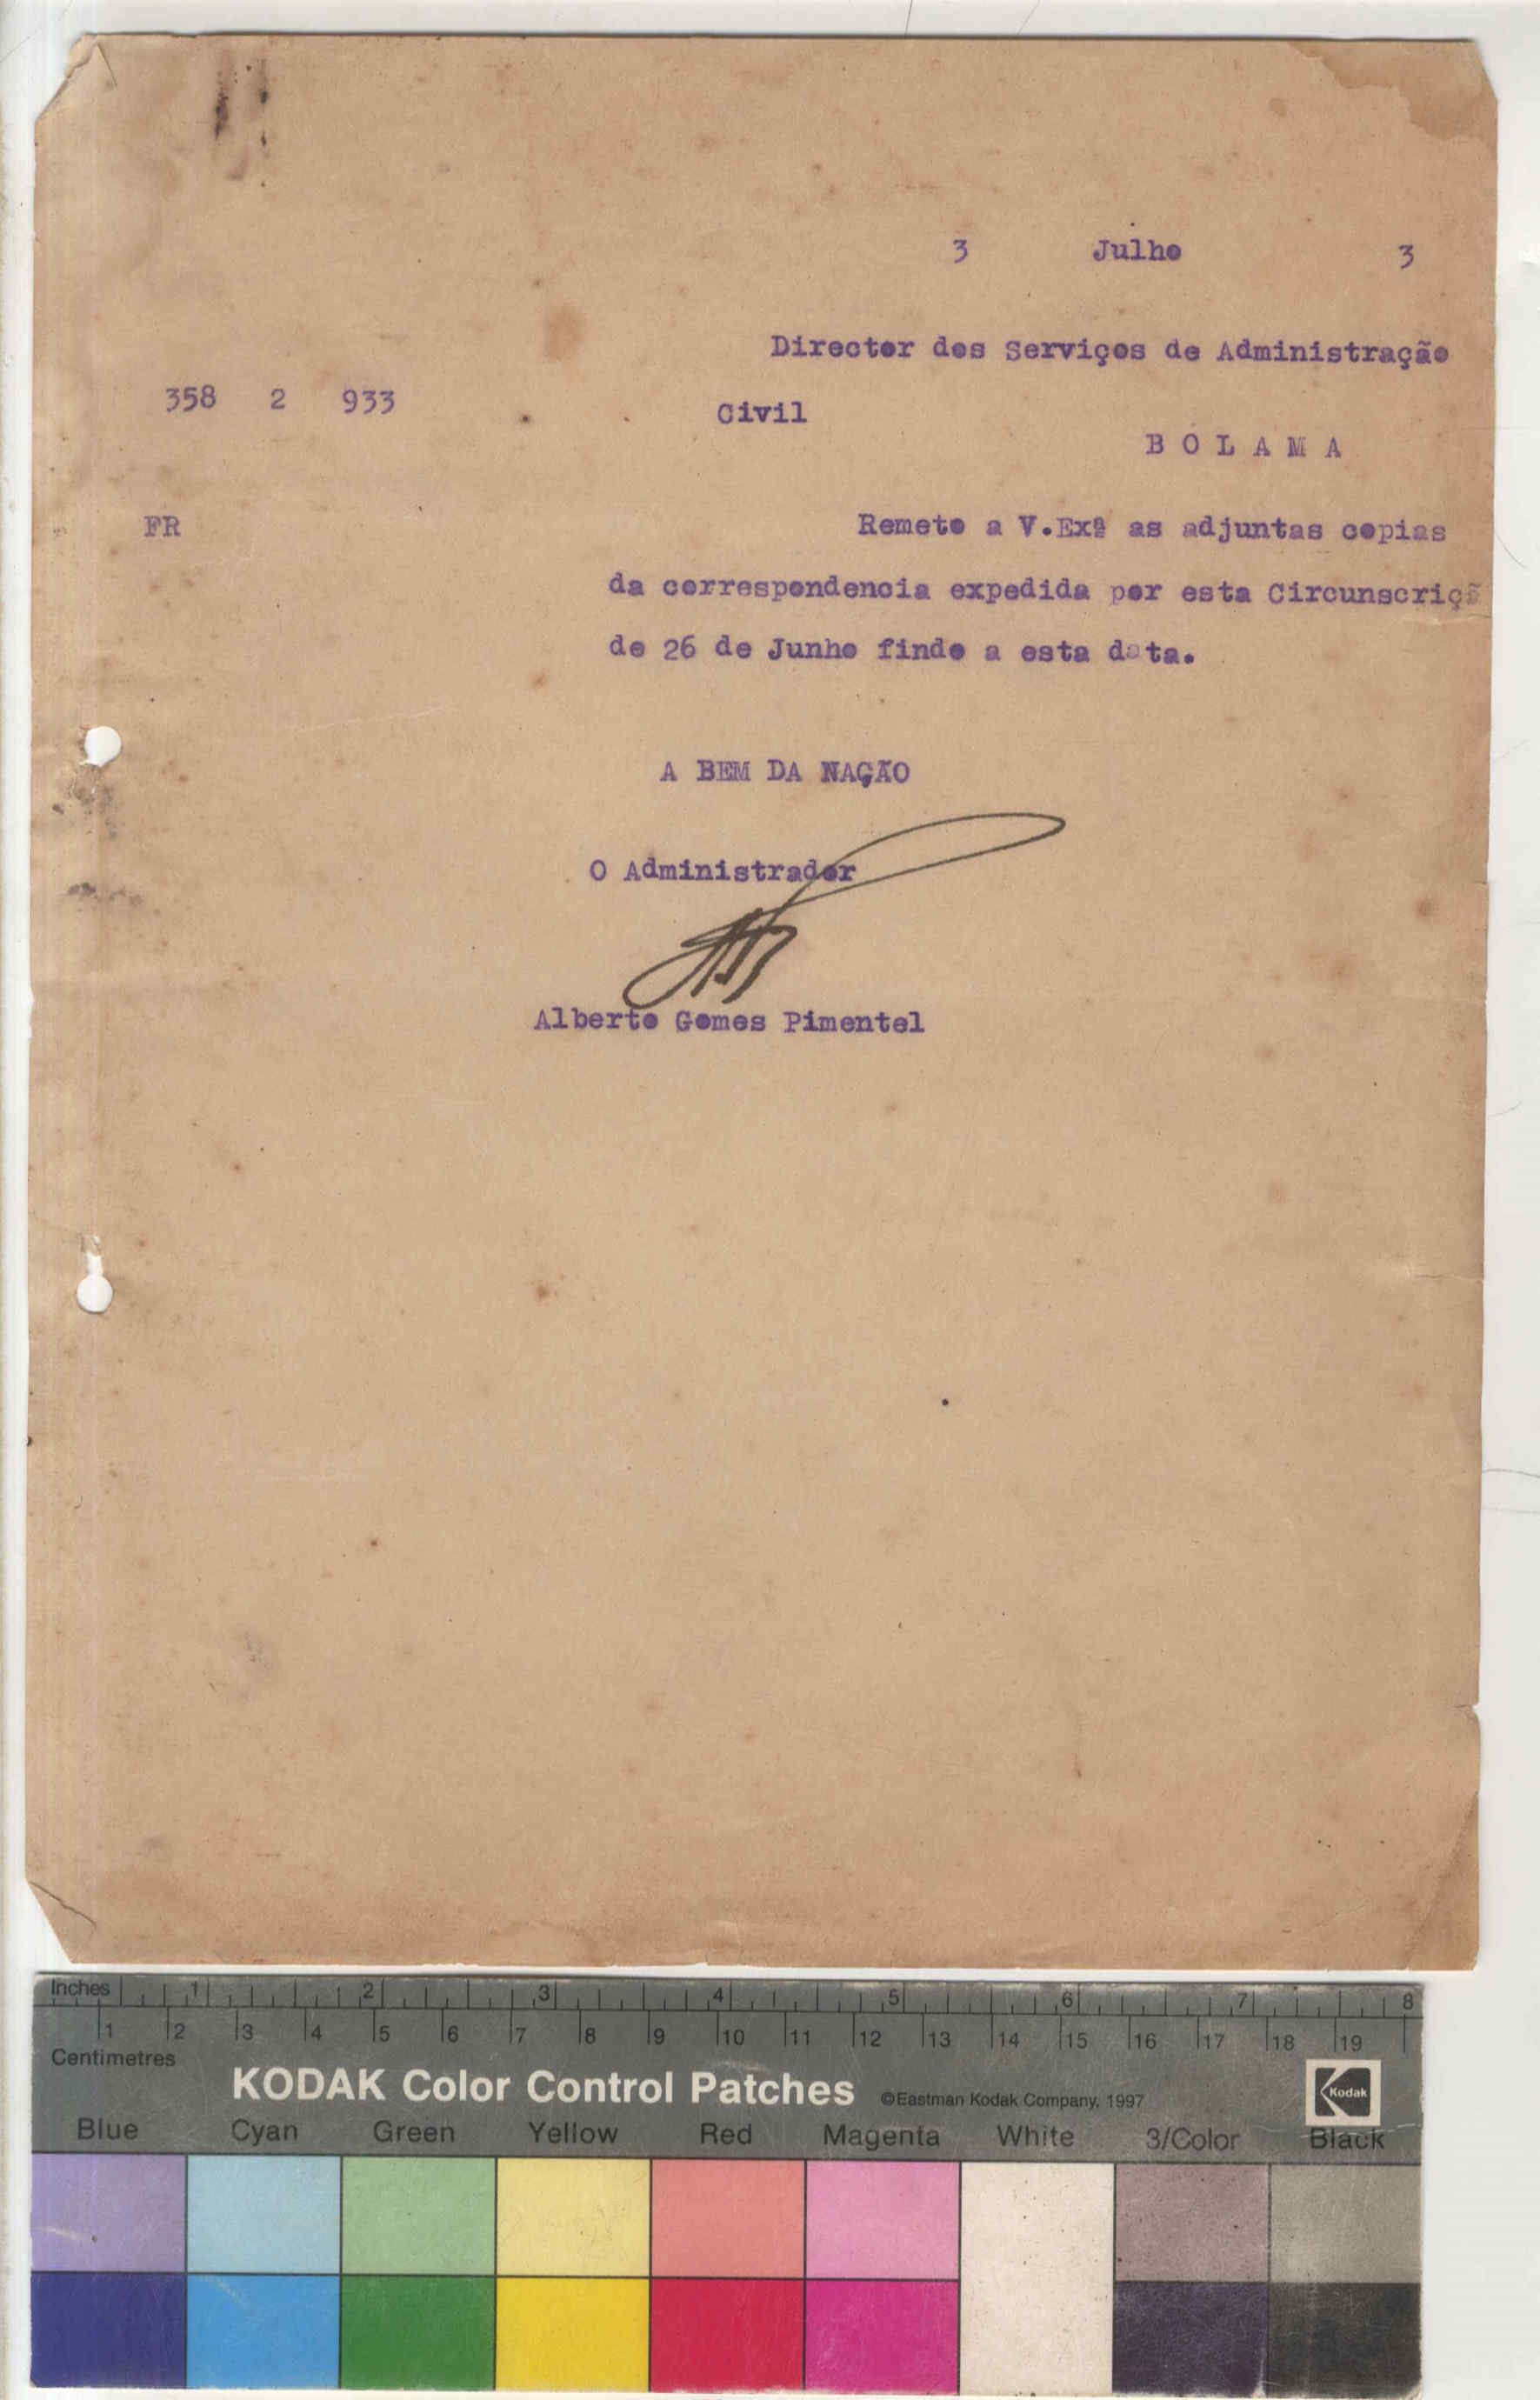 3 Julho 3
Director dos Serviços de Administração
358 2 933
Civil
B O L A M A
FR
Remeto a V.Exª as adjuntas copias
da correspondencia expedida por esta Circunscriçã
de 26 de Junho findo a esta data.
A BEM DA NAÇÃO
O Administrador
Alberto Gomes Pimentel
Inches 1 2 3 4 5 6 7 8
1 2 3 4 5 6 7 8 9 10 11 12 13 14 15 16 17 18 19
Centimetres
KODAK Color Control Patches ©Eastman Kodak Company, 1997 Kodak
Blue Cyan Green Yellow Red Magenta White 3/Color Black